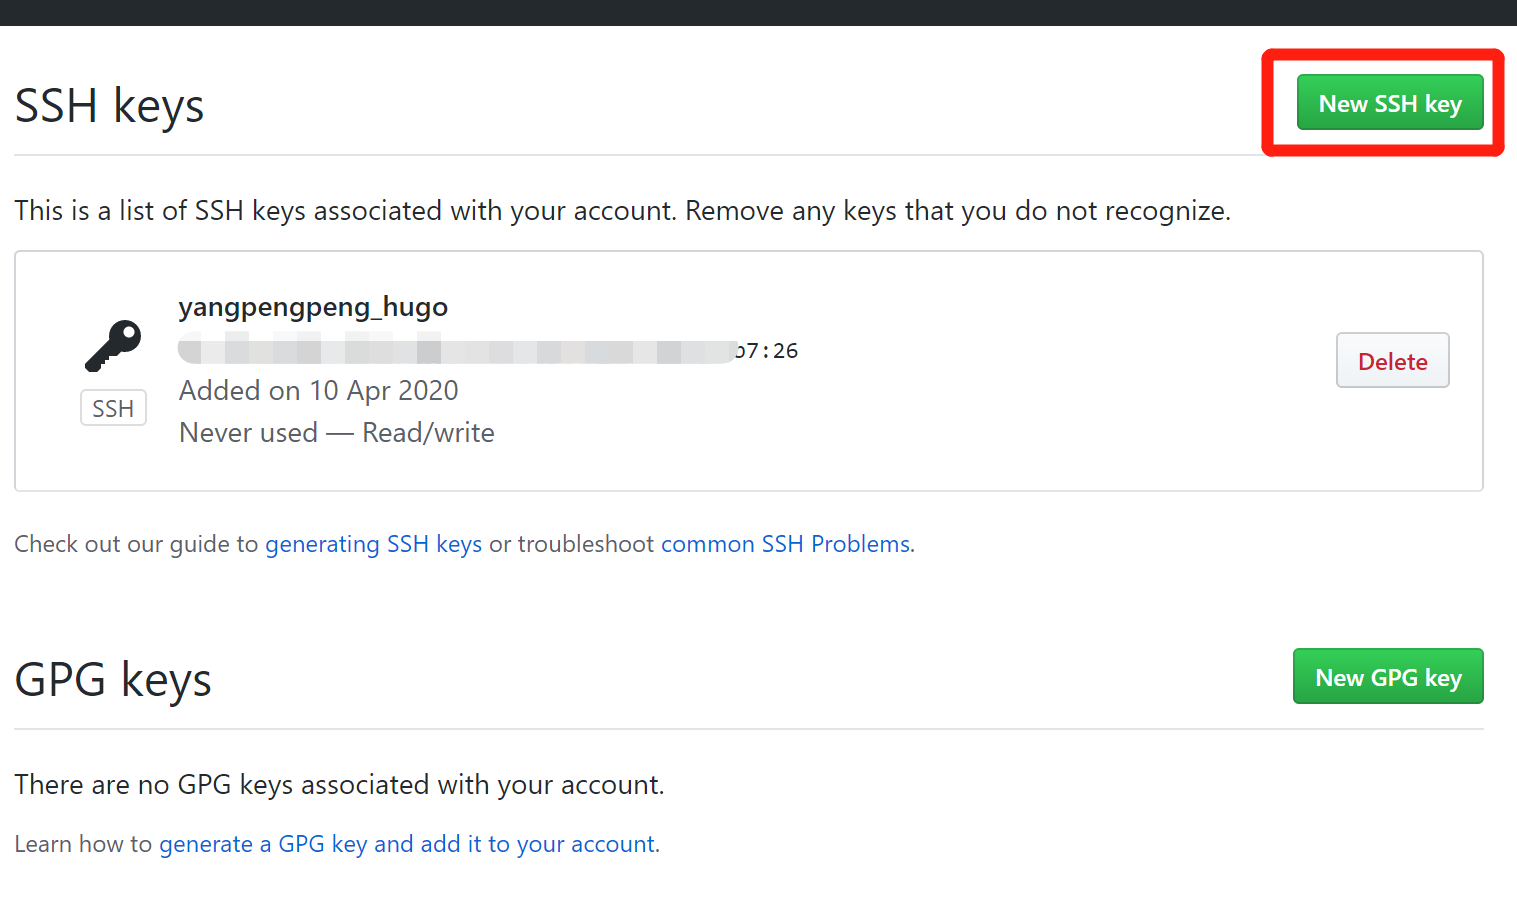 SSH keys
New SSH key
This is a list of SSH keys associated with your account. Remove any keys that you do not recognize.
yangpengpeng_hugo
7:26
Added on 10 Apr 2020
Never used — Read/write
SSH
Delete
Check out our guide to generating SSH keys or troubleshoot common SSH Problems.
GPG keys
New GPG key
There are no GPG keys associated with your account.
Learn how to generate a GPG key and add it to your account.